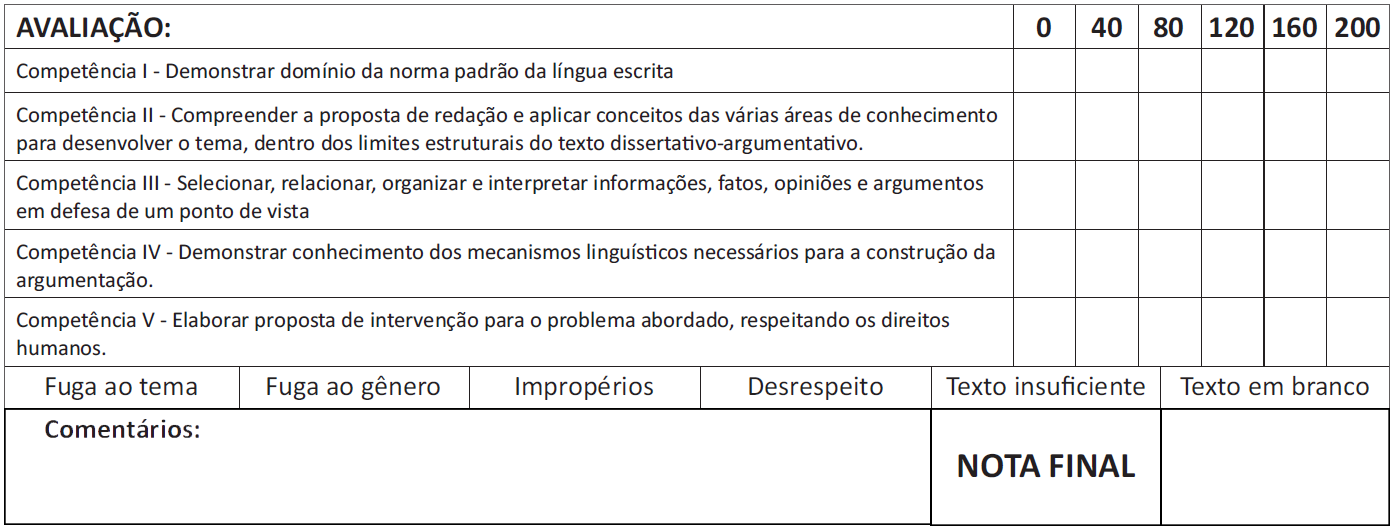 AVALIAÇÃO: 0 40 80 120 160 200
Competência I - Demonstrar domínio da norma padrão da língua escrita
Competência II - Compreender a proposta de redação e aplicar conceitos das várias áreas de conhecimento
para desenvolver o tema, dentro dos limites estruturais do texto dissertativo-argumentativo.
Competência III - Selecionar, relacionar, organizar e interpretar informações, fatos, opiniões e argumentos
em defesa de um ponto de vista
Competência IV - Demonstrar conhecimento dos mecanismos linguísticos necessários para a construção da
argumentação.
Competência V - Elaborar proposta de intervenção para o problema abordado, respeitando os direitos
humanos.
Fuga ao tema Fuga ao gênero Impropérios Desrespeito Texto insuficiente Texto em branco
Comentários:
NOTA FINAL